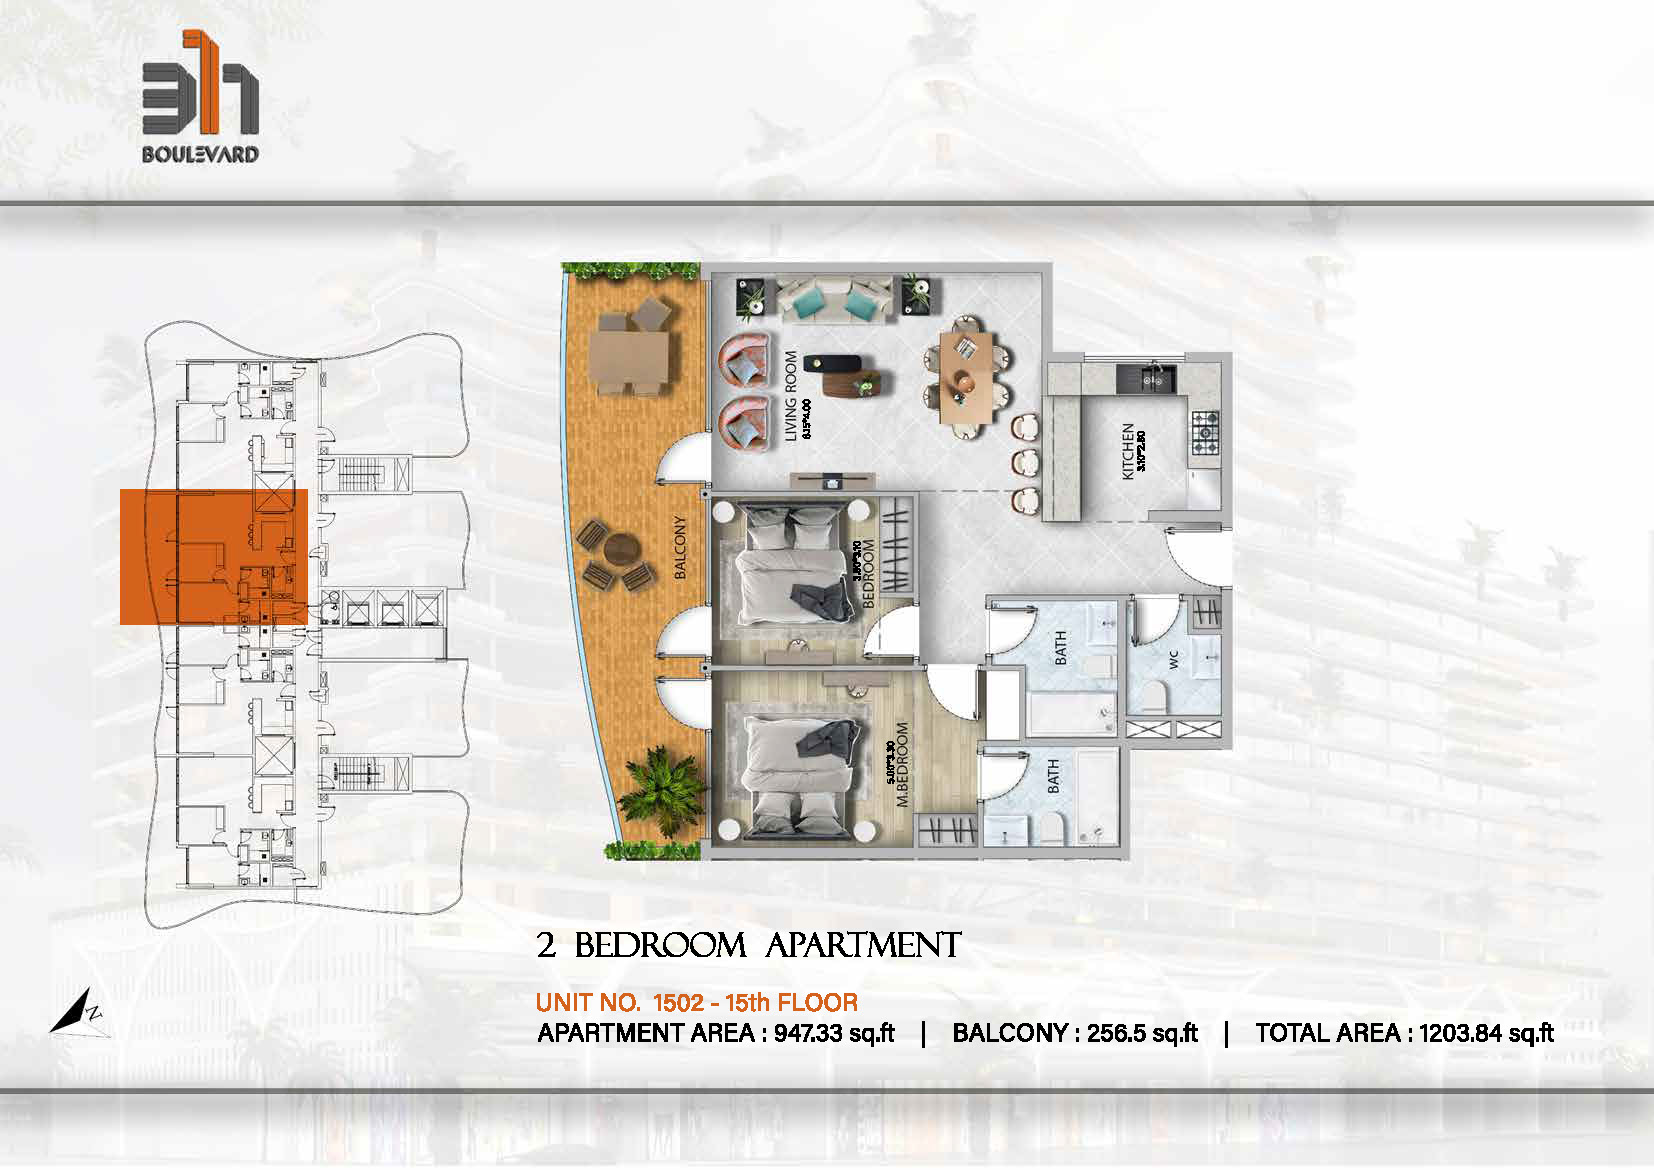 311
BOULEVARD
LIVING ROOM
6.15*4.00
KITCHEN
3.10*2.80
BALCONY
3.80*3.10
BEDROOM
BATH
WC
5.00*3.30
M.BEDROOM
BATH
N
2 BEDROOM APARTMENT
UNIT NO. 1502 - 15th FLOOR
APARTMENT AREA : 947.33 sq.ft | BALCONY : 256.5 sq.ft | TOTAL AREA : 1203.84 sq.ft